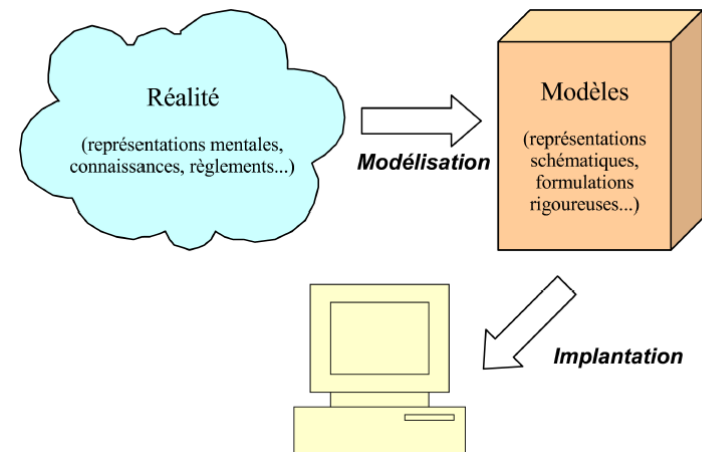 Réalité
(représentations mentales,
connaissances, règlements...)
Modélisation
Modèles
(représentations
schématiques,
formulations
rigoureuses...)
Implantation